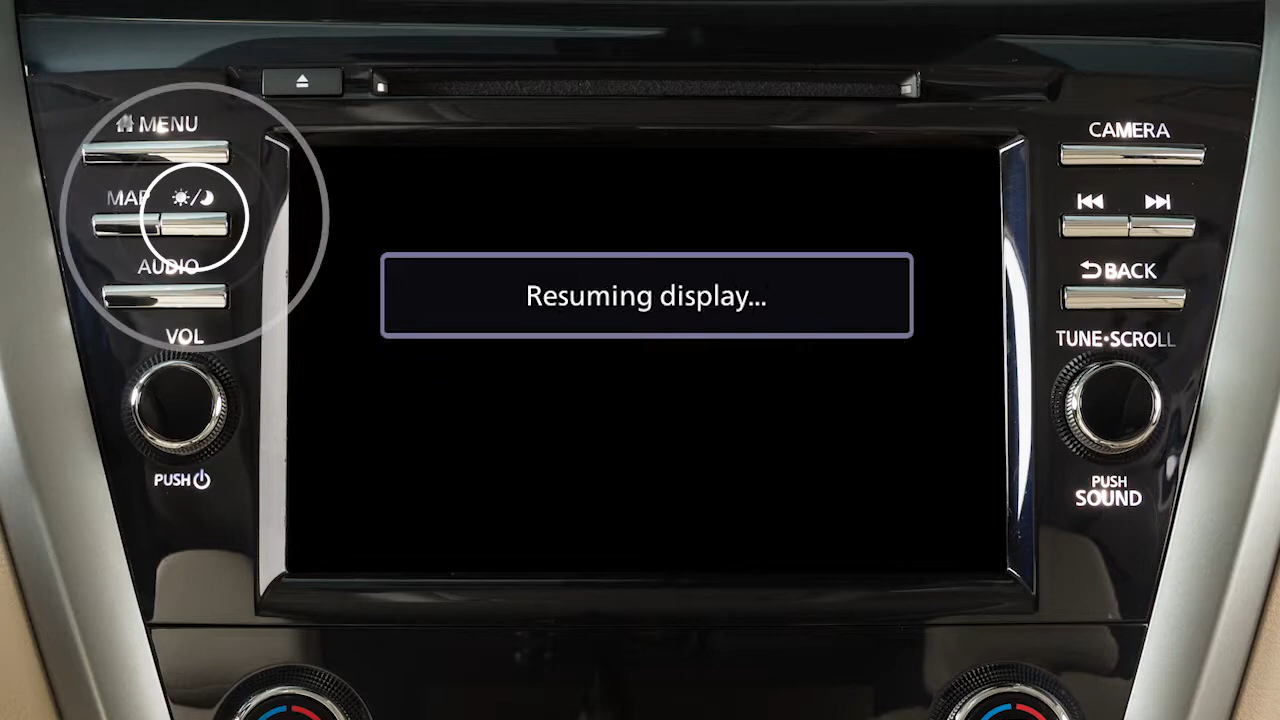 MENU
MAP
AUDIO
VOL
PUSH
Resuming display...
CAMERA
BACK
TUNE•SCROLL
PUSH
SOUND